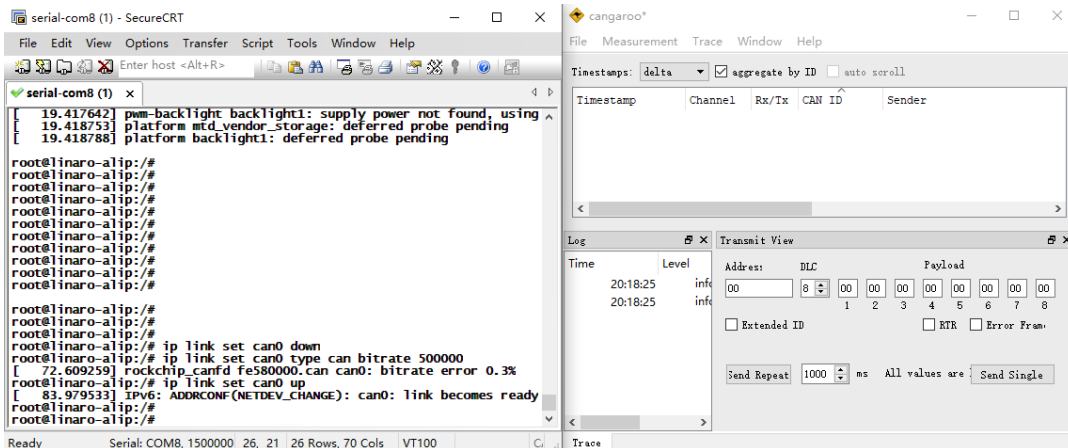 serial-com8 (1) - SecureCRT
File Edit View Options Transfer Script Tools Window Help
Enter host <Alt+R>
serial-com8 (1)
[   19.417642] pwm-backlight backlight1: supply power not found, using
[   19.418753] platform mtd_vendor_storage: deferred probe pending
[   19.418788] platform backlight1: deferred probe pending
root@linaro-alip:/#
root@linaro-alip:/#
root@linaro-alip:/#
root@linaro-alip:/#
root@linaro-alip:/#
root@linaro-alip:/#
root@linaro-alip:/#
root@linaro-alip:/#
root@linaro-alip:/#
root@linaro-alip:/#
root@linaro-alip:/#
root@linaro-alip:/#
root@linaro-alip:/#
root@linaro-alip:/#
root@linaro-alip:/# ip link set can0 down
root@linaro-alip:/# ip link set can0 type can bitrate 500000
[   72.609259] rockchip_canfd fe580000.can can0: bitrate error 0.3%
root@linaro-alip:/# ip link set can0 up
[   83.979533] IPv6: ADDRCONF(NETDEV_CHANGE): can0: link becomes ready
root@linaro-alip:/#
root@linaro-alip:/#
Ready Serial: COM8, 1500000 26, 21 26 Rows, 70 Cols VT100
cangaroo*
File Measurement Trace Window Help
Timestamps: delta aggregate by ID auto scroll
Timestamp Channel Rx/Tx CAN ID Sender
Log
Time Level
20:18:25 info
20:18:25 info
Transmit View
Address: DLC Payload
00 8 00 00 00 00 00 00 00 00
1 2 3 4 5 6 7 8
Extended ID RTR Error Fram
Send Repeat 1000 ms All values are Send Single
Trace